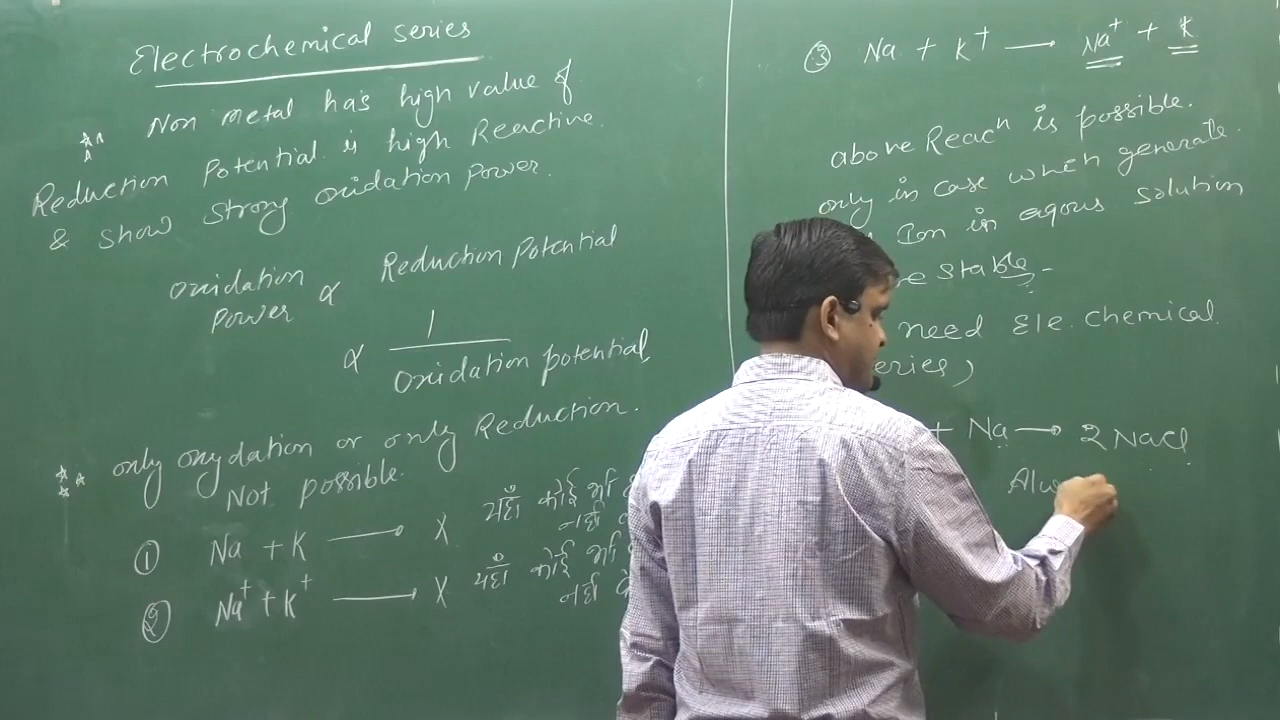 Electrochemical series
Non metal has high value of
Reduction Potential is high Reactive.
& show strong oxidation power.
oxidation power ∝ Reduction Potential
∝ 1 / Oxidation potential
only oxydation or only Reduction.
Not possible.
① Na + K ⟶ X यहाँ कोई
② Na⁺ + K⁺ ⟶ X यहाँ कोई
③ Na + K⁺ ⟶ Na⁺ + K
above Reacⁿ is possible.
only in case which generate
Ion in aqous solution
stable
need Ele. chemical
eries)
+ Na ⟶ 2 NaCl